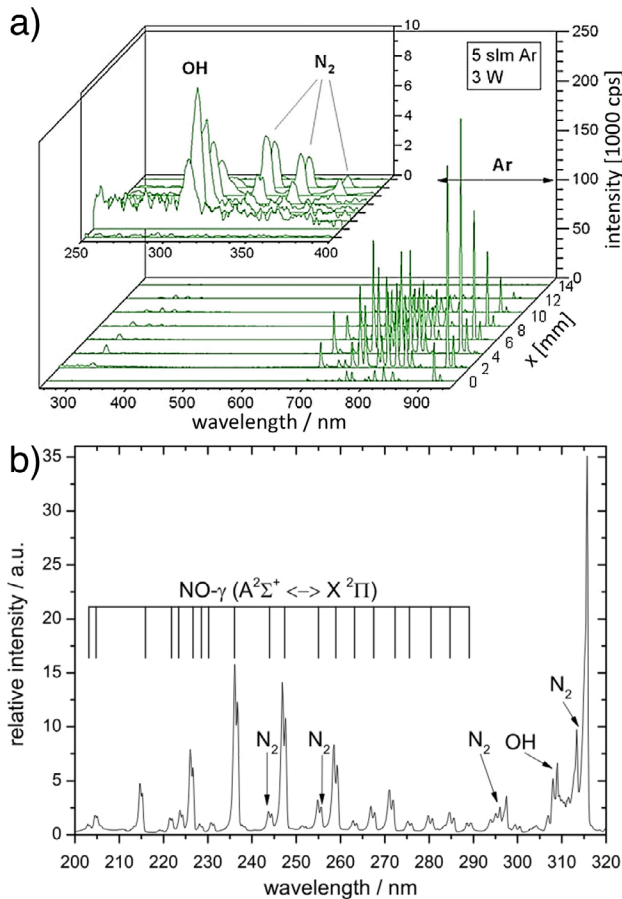 a)
OH
N₂
5 slm Ar
3 W
Ar
10
8
6
4
2
0
250
200
150
100
50
0
intensity [1000 cps]
250 300 350 400
14
12
10
8
6
4
2
0
x [mm]
300 400 500 600 700 800 900
wavelength / nm
b)
35
30
25
20
15
10
5
0
relative intensity / a.u.
NO-γ (A²Σ⁺ <-> X ²Π)
N₂
N₂
N₂
OH
N₂
200 210 220 230 240 250 260 270 280 290 300 310 320
wavelength / nm